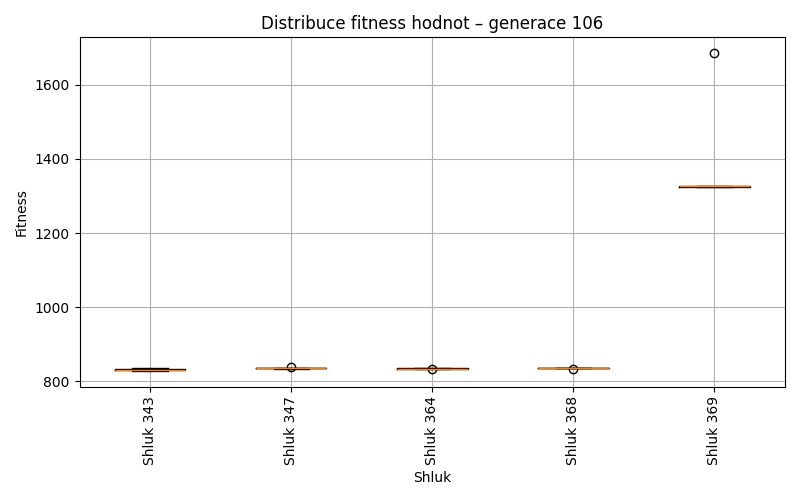 Distribuce fitness hodnot – generace 106
Fitness
1600
1400
1200
1000
800
Shluk 343
Shluk 347
Shluk 364
Shluk 368
Shluk 369
Shluk